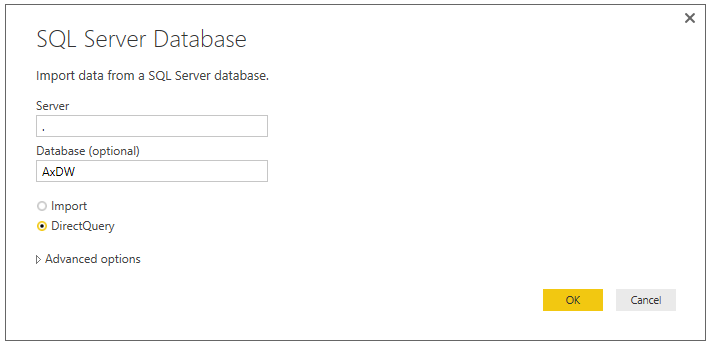 SQL Server Database
Import data from a SQL Server database.
Server
.
Database (optional)
AxDW
Import
DirectQuery
Advanced options
OK
Cancel